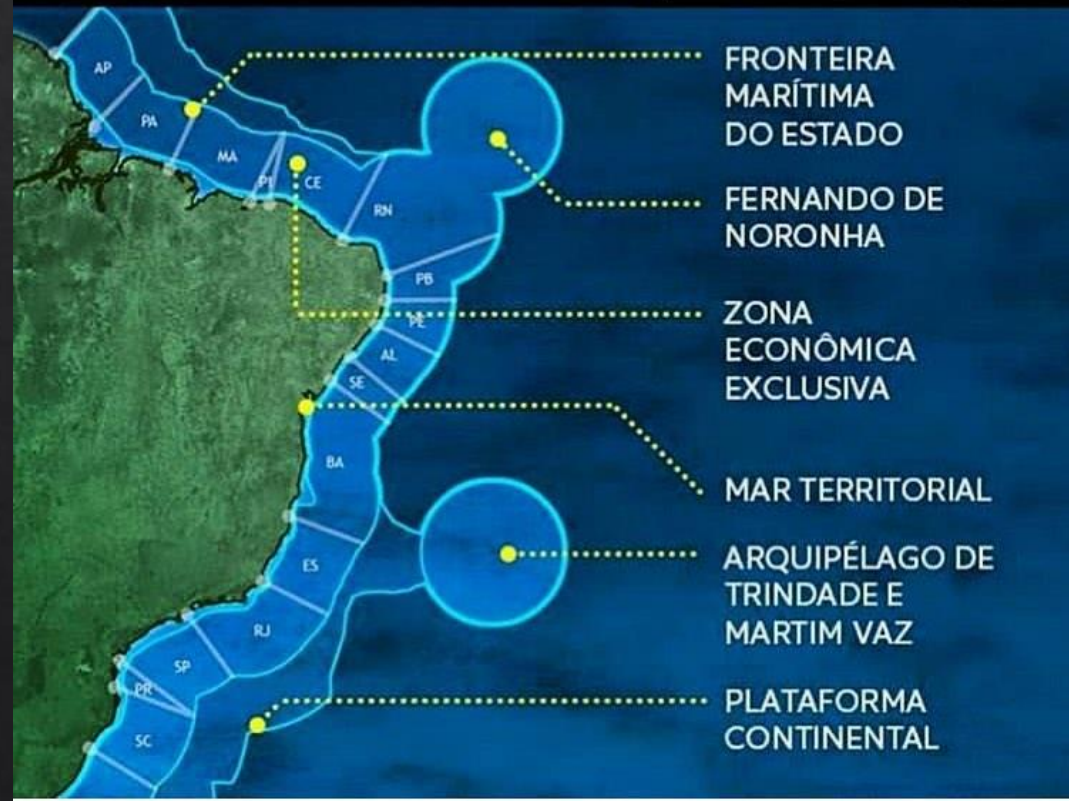 FRONTEIRA
MARÍTIMA
DO ESTADO
FERNANDO DE
NORONHA
ZONA
ECONÔMICA
EXCLUSIVA
MAR TERRITORIAL
ARQUIPÉLAGO DE
TRINDADE E
MARTIM VAZ
PLATAFORMA
CONTINENTAL
AP
PA
MA
PI
CE
RN
PB
PE
AL
SE
BA
ES
RJ
SP
PR
SC